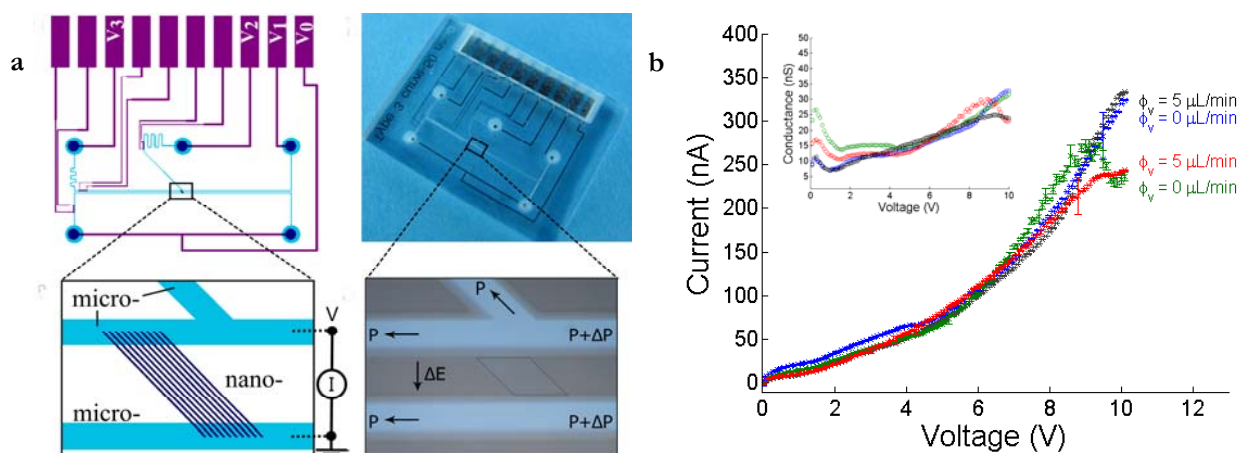 a
V3
V2
V1
V0
micro-
nano-
micro-
V
I
P
P
P+ΔP
ΔE
P
P+ΔP
b
Current (nA)
400
350
300
250
200
150
100
50
0
0 2 4 6 8 10 12
Voltage (V)
Conductance (nS)
50
45
40
35
30
25
20
15
10
5
0 2 4 6 8 10
Voltage (V)
ϕv = 5 µL/min
ϕv = 0 µL/min
ϕv = 5 µL/min
ϕv = 0 µL/min